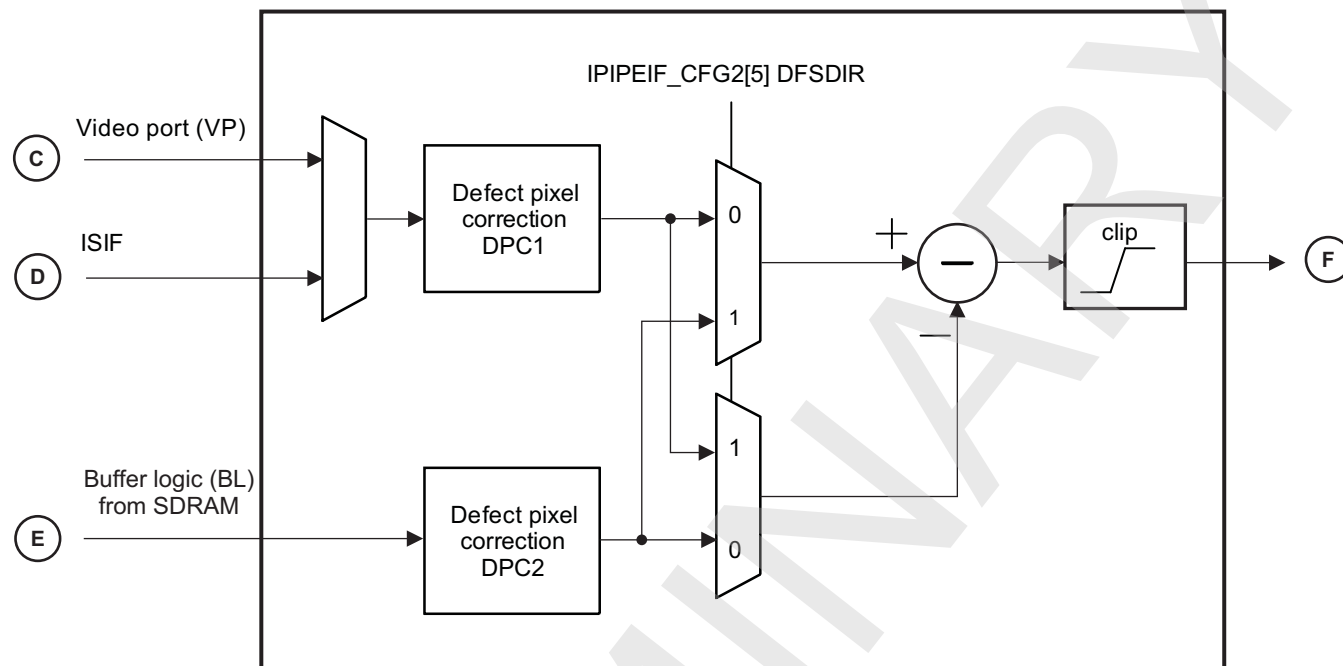 IPIPEIF_CFG2[5] DFSDIR
Video port (VP)
C
Defect pixel
correction
DPC1
0
+
clip
ISIF
D
−
F
1
−
Buffer logic (BL)
from SDRAM
E
Defect pixel
correction
DPC2
1
0
MINARY